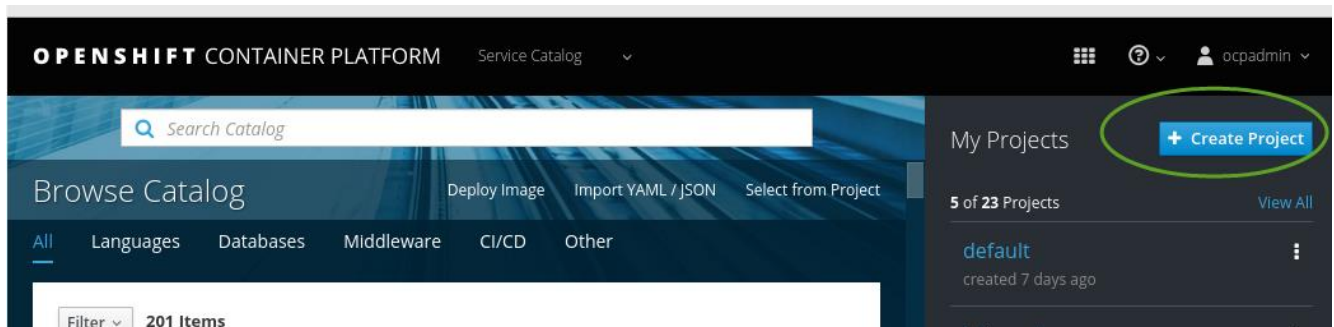 OPENSHIFT CONTAINER PLATFORM Service Catalog ocpadmin
Search Catalog
My Projects + Create Project
Browse Catalog Deploy Image Import YAML / JSON Select from Project
5 of 23 Projects View All
All Languages Databases Middleware CI/CD Other
default
created 7 days ago
Filter 201 Items